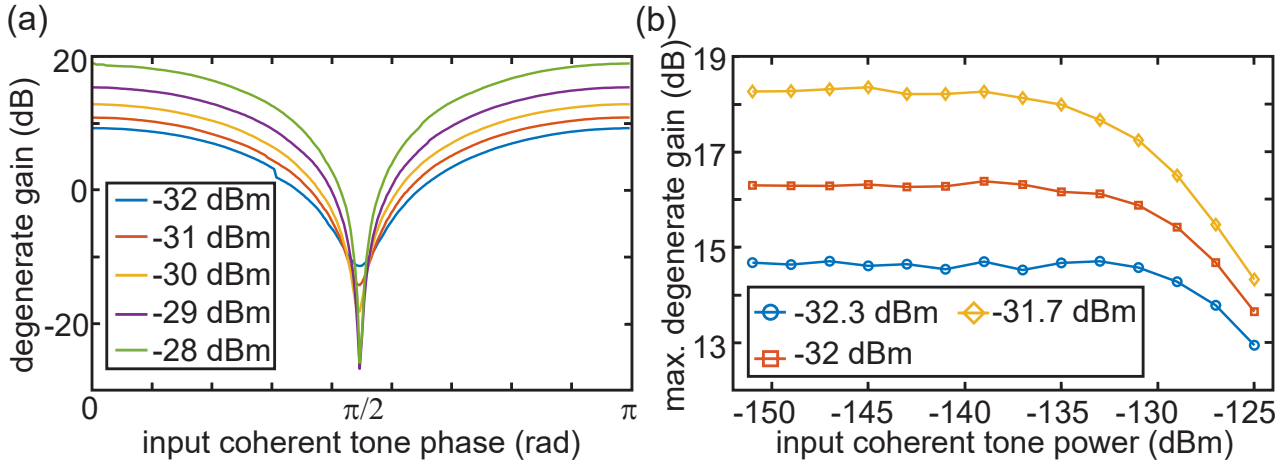 (a)
degenerate gain (dB)
20
0
-20
-32 dBm
-31 dBm
-30 dBm
-29 dBm
-28 dBm
0
π/2
π
input coherent tone phase (rad)
(b)
max. degenerate gain (dB)
19
17
15
13
-32.3 dBm
-31.7 dBm
-32 dBm
-150
-145
-140
-135
-130
-125
input coherent tone power (dBm)